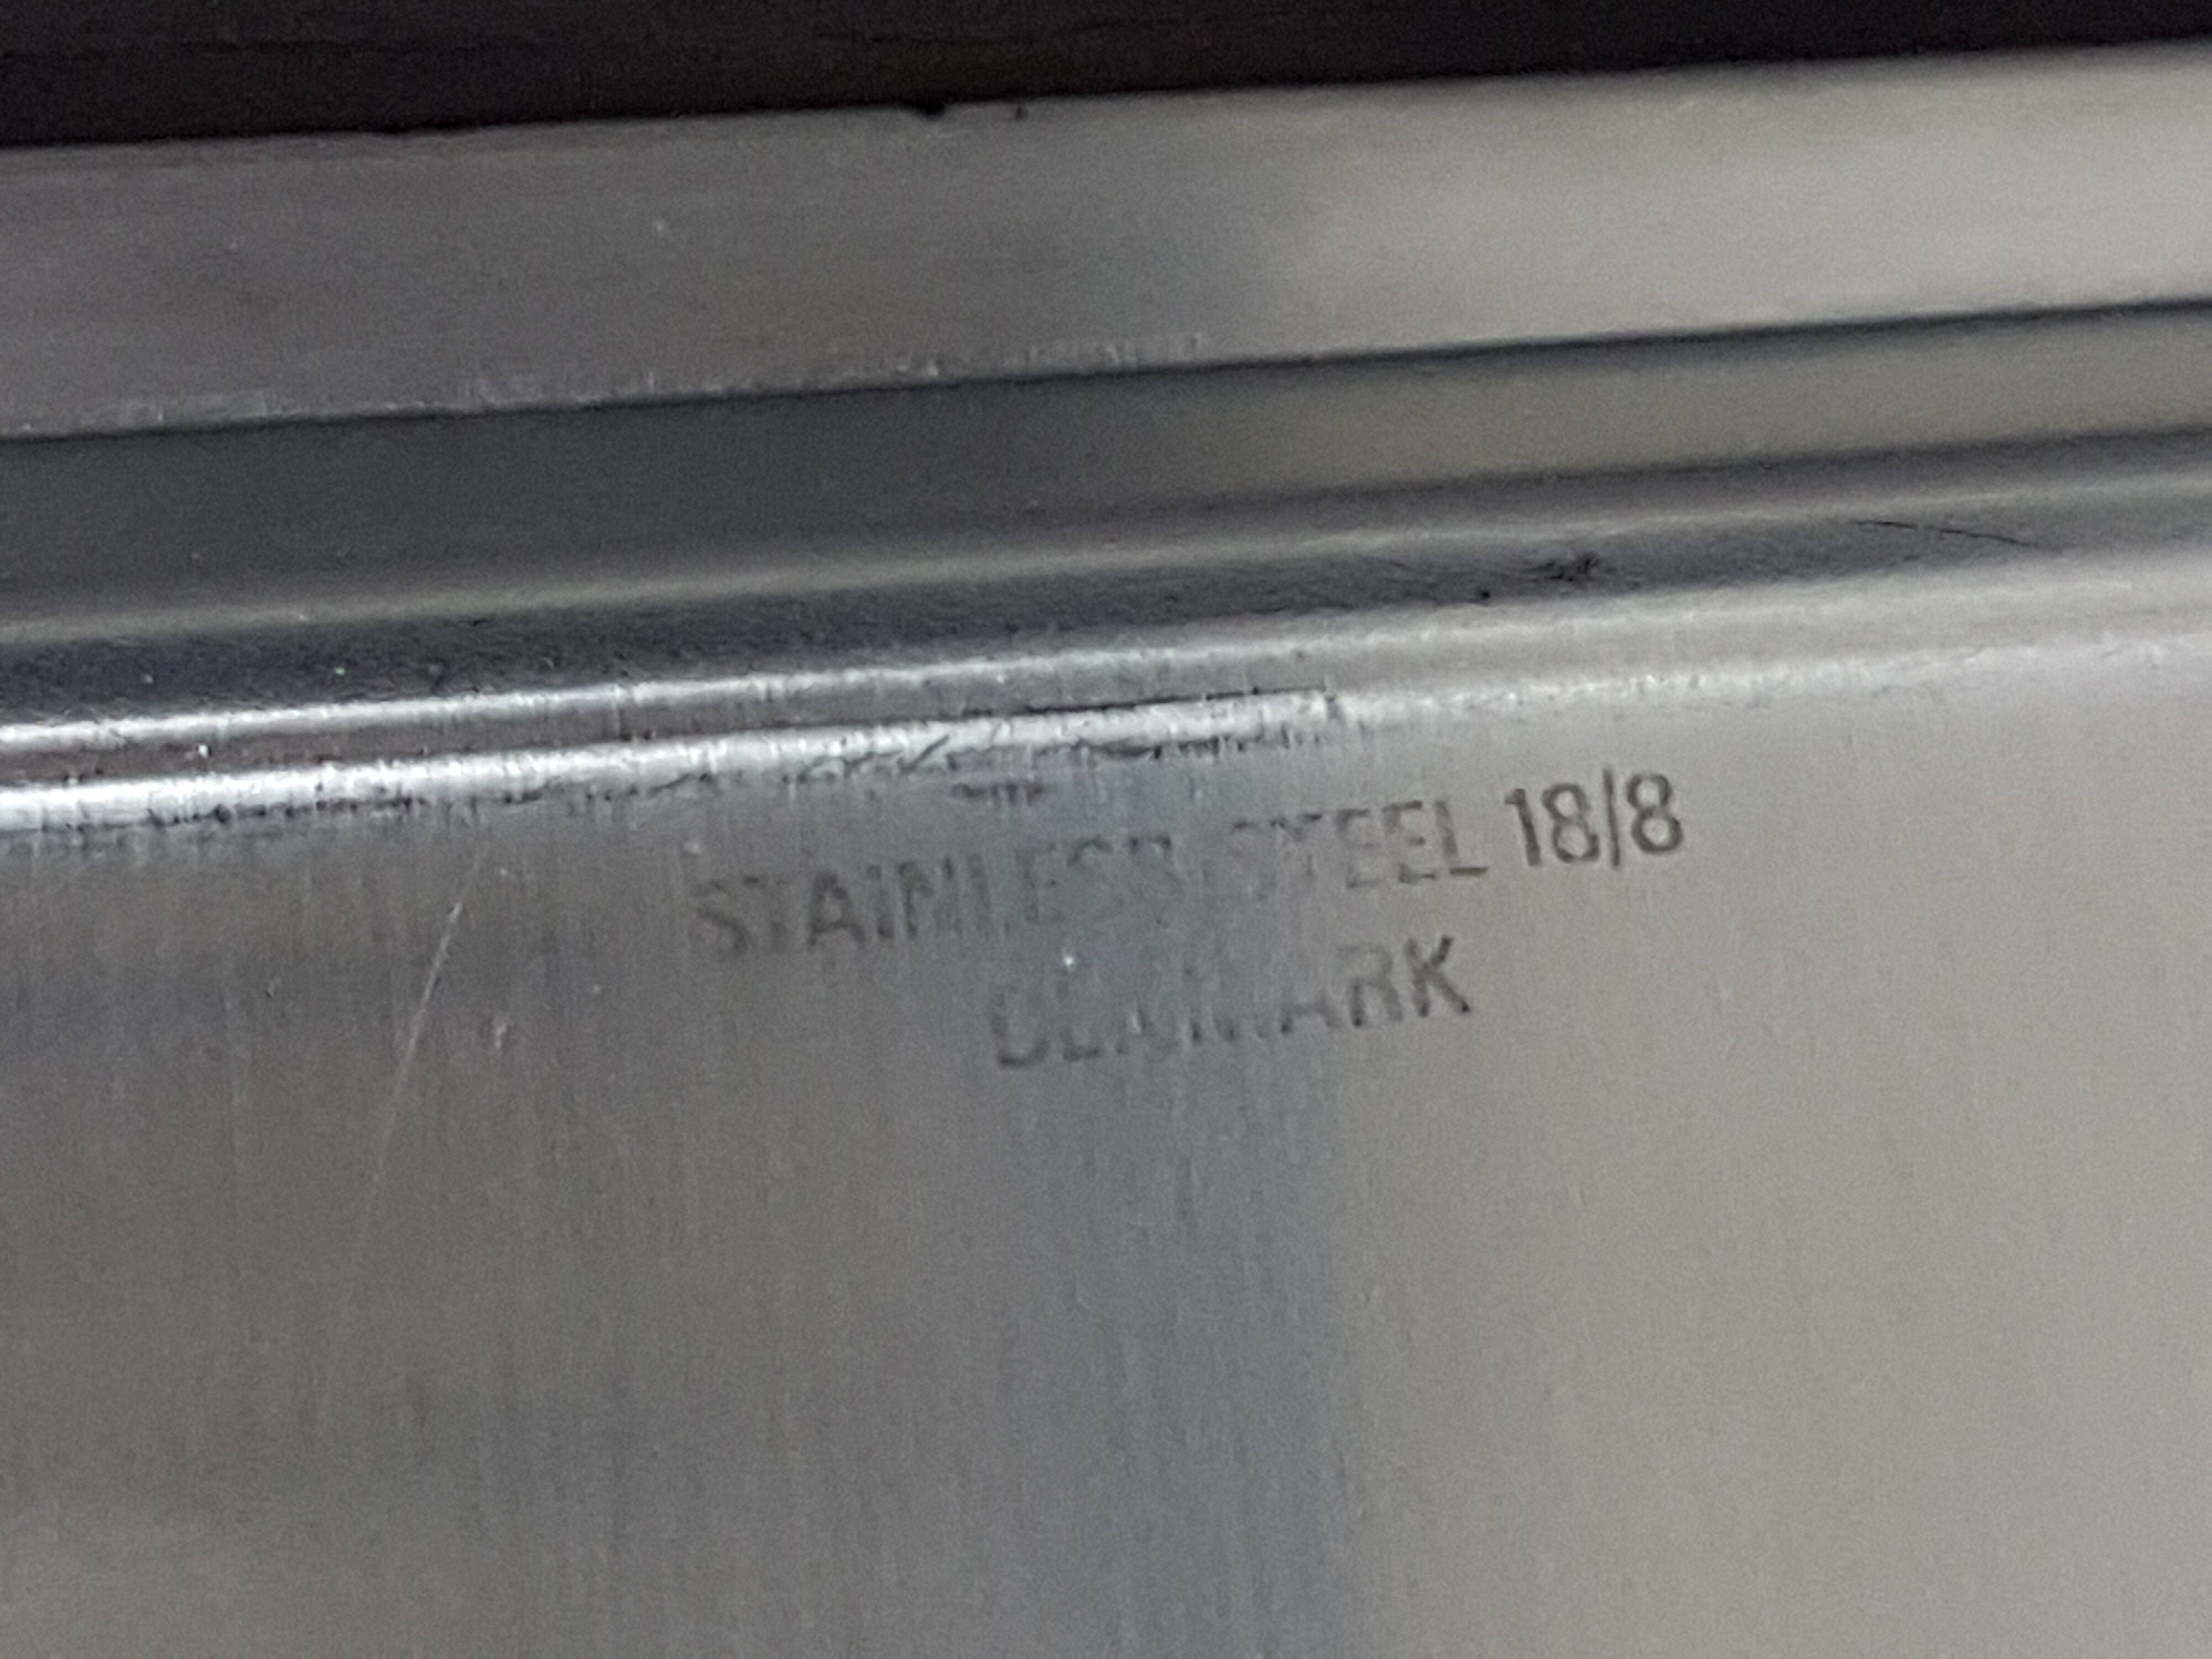 STAINLESS STEEL 18/8
DENMARK